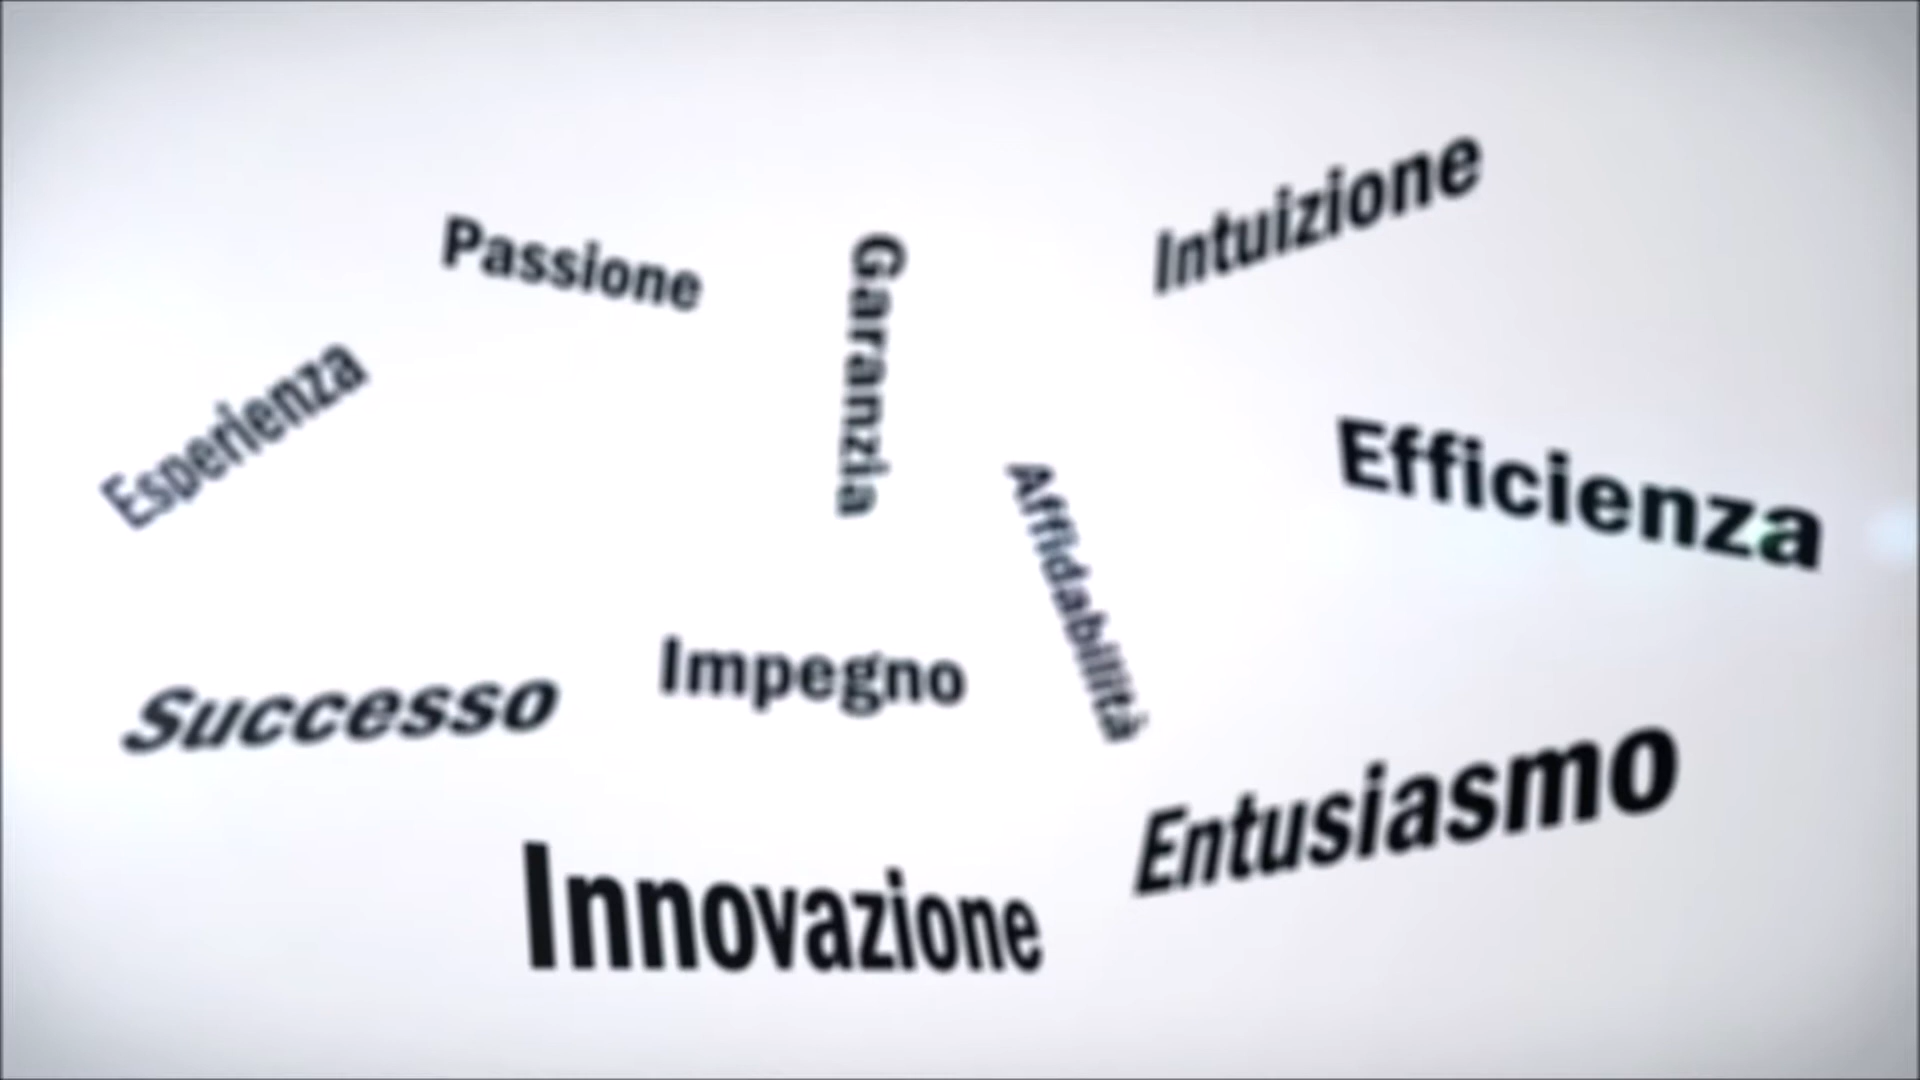 Intuizione
Passione
Garanzia
Esperienza
Efficienza
Affidabilità
Impegno
Successo
Entusiasmo
Innovazione